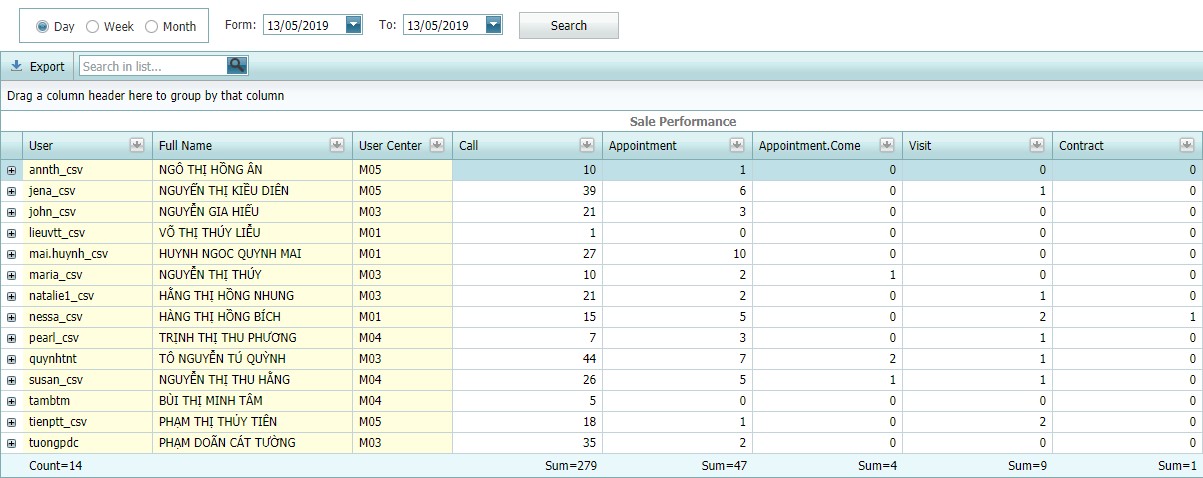 Day Week Month Form: 13/05/2019 To: 13/05/2019 Search
Export Search in list...
Drag a column header here to group by that column
Sale Performance
User Full Name User Center Call Appointment Appointment.Come Visit Contract
annth_csv NGÔ THỊ HỒNG ÂN M05 10 1 0 0 0
jena_csv NGUYỄN THỊ KIỀU DIÊN M05 39 6 0 1 0
john_csv NGUYỄN GIA HIẾU M03 21 3 0 0 0
lieuvtt_csv VÕ THỊ THÚY LIỄU M01 1 0 0 0 0
mai.huynh_csv HUYNH NGOC QUYNH MAI M01 27 10 0 0 0
maria_csv NGUYỄN THỊ THÚY M03 10 2 1 0 0
natalie1_csv HẰNG THỊ HỒNG NHUNG M03 21 2 0 1 0
nessa_csv HÀNG THỊ HỒNG BÍCH M01 15 5 0 2 1
pearl_csv TRỊNH THỊ THU PHƯƠNG M04 7 3 0 1 0
quynhtnt TÔ NGUYỄN TÚ QUỲNH M03 44 7 2 1 0
susan_csv NGUYỄN THỊ THU HẰNG M04 26 5 1 1 0
tambtm BÙI THỊ MINH TÂM M04 5 0 0 0 0
tienptt_csv PHẠM THỊ THỦY TIÊN M05 18 1 0 2 0
tuongpdc PHẠM DOÃN CÁT TƯỜNG M03 35 2 0 0 0
Count=14 Sum=279 Sum=47 Sum=4 Sum=9 Sum=1